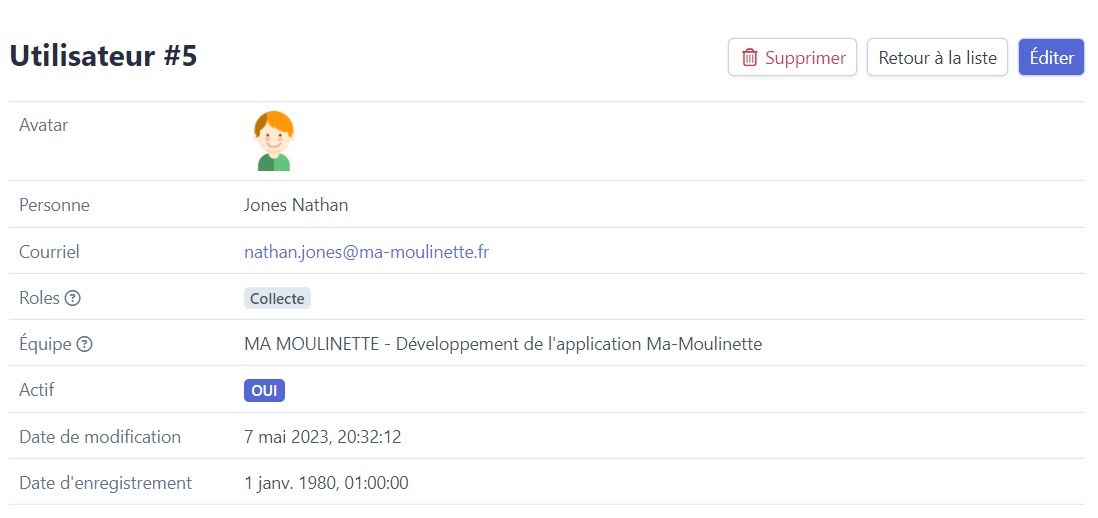 Utilisateur #5
Supprimer
Retour à la liste
Éditer
Avatar
Personne
Jones Nathan
Courriel
nathan.jones@ma-moulinette.fr
Roles ?
Collecte
Équipe ?
MA MOULINETTE - Développement de l'application Ma-Moulinette
Actif
OUI
Date de modification
7 mai 2023, 20:32:12
Date d'enregistrement
1 janv. 1980, 01:00:00